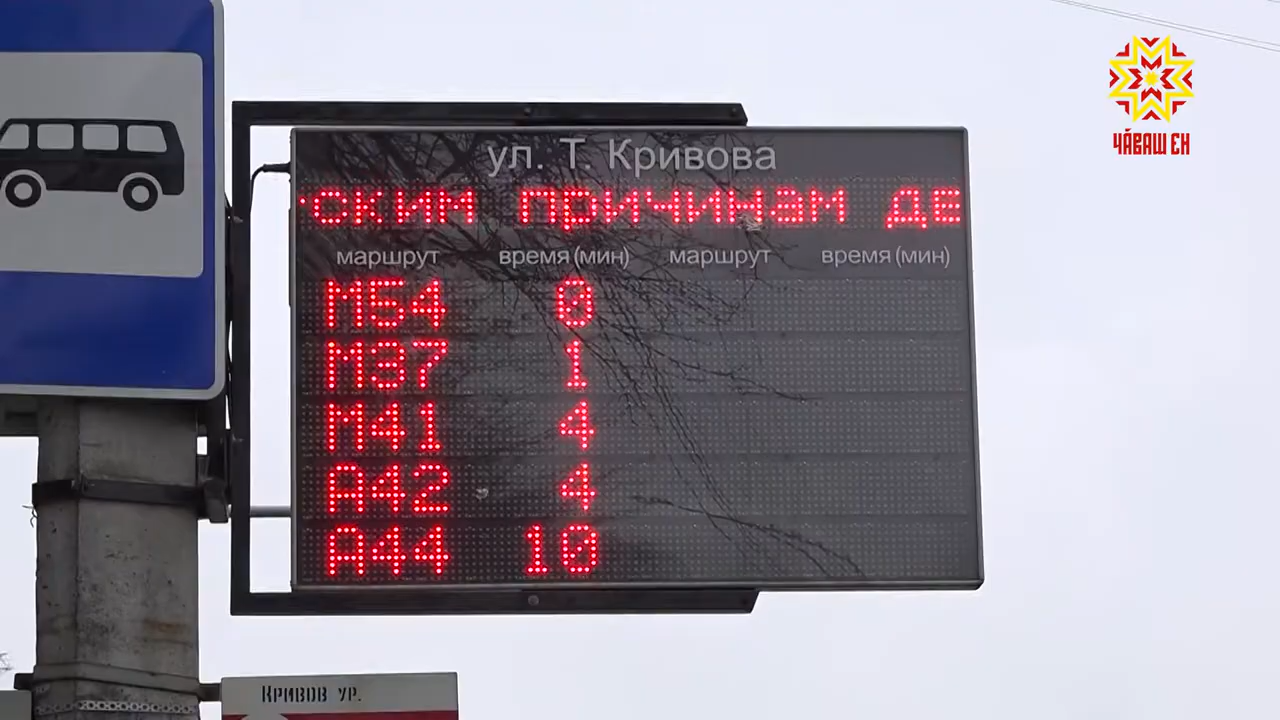 ЧӐВАШ ЕН
ул. Т. Кривова
ским причинам де
маршрут время (мин) маршрут время (мин)
М54 0
М37 1
М41 4
А42 4
А44 10
Кривов ур.